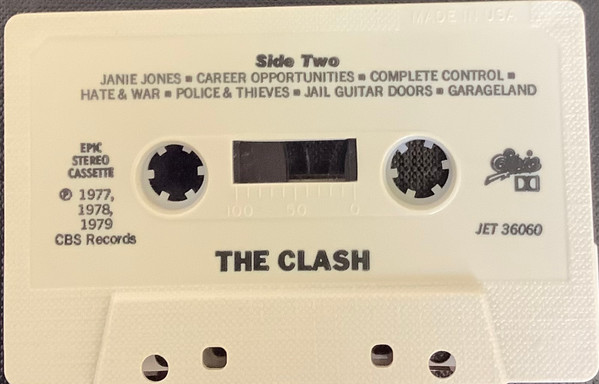 MADE IN USA
Side Two
JANIE JONES ▪ CAREER OPPORTUNITIES ▪ COMPLETE CONTROL ▪
HATE & WAR ▪ POLICE & THIEVES ▪ JAIL GUITAR DOORS ▪ GARAGELAND
EPIC
STEREO
CASSETTE
Ⓟ 1977,
1978,
1979
CBS Records
100 50 0
Epic
JET 36060
THE CLASH